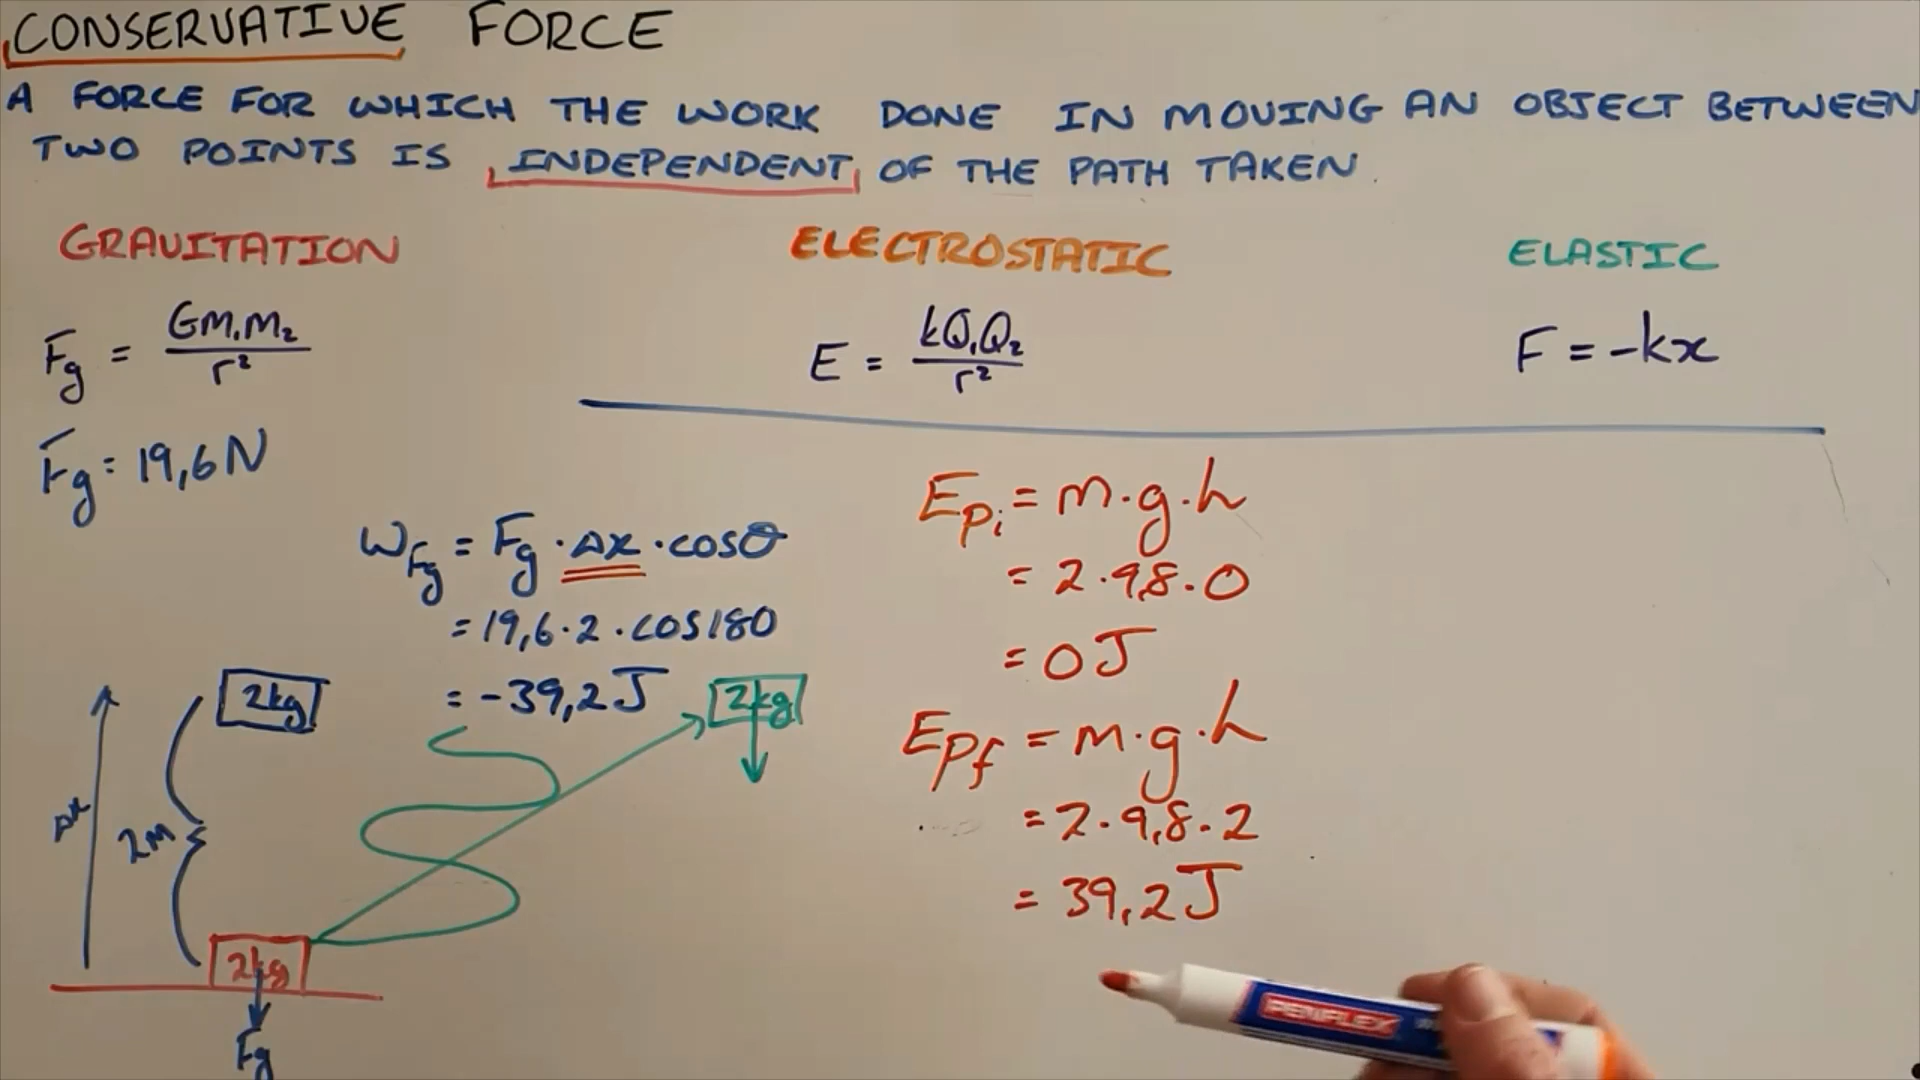 CONSERVATIVE FORCE
A FORCE FOR WHICH THE WORK DONE IN MOVING AN OBJECT BETWEEN
TWO POINTS IS INDEPENDENT OF THE PATH TAKEN.
GRAVITATION
Fg = GM₁M₂/r²
Fg = 19,6N
ELECTROSTATIC
E = kQ₁Q₂/r²
ELASTIC
F = -kx
WFg = Fg · Δx · cosθ
= 19,6 · 2 · cos180
= -39,2J
2kg
2kg
Δx
2M
2kg
Fg
Epi = m·g·h
= 2 · 9,8 · 0
= 0J
Epf = m·g·h
= 2 · 9,8 · 2
= 39,2J
PENFLEX